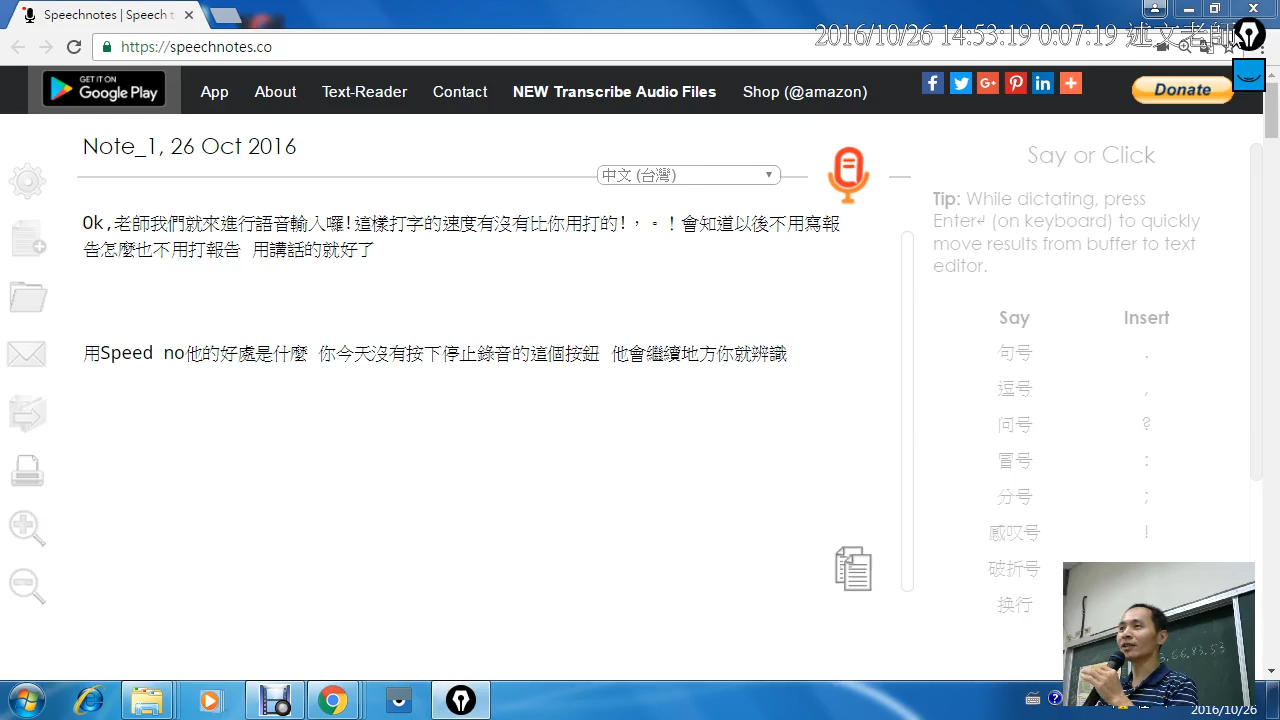 Speechnotes | Speech t
2016/10/26 14:53:19 0:07:19 述文老師
https://speechnotes.co
GET IT ON
Google Play
App
About
Text-Reader
Contact
NEW Transcribe Audio Files
Shop (@amazon)
Donate
Note_1, 26 Oct 2016
中文 (台灣)
Ok,老師我們就來進行語音輸入囉!這樣打字的速度有沒有比你用打的!，。！會知這以後不用寫報
告怎麼也不用打報告 用講話的就好了
用Speed no他的好處是什麼 你今天沒有按下停止錄音的這個按鈕 他會繼續地方你就辨識
Say or Click
Tip: While dictating, press
Enter↵ (on keyboard) to quickly
move results from buffer to text
editor.
Say Insert
句号 .
逗号 ,
问号 ?
冒号 :
分号 ;
感叹号 !
破折号
换行
3,66,83,53
2016/10/26